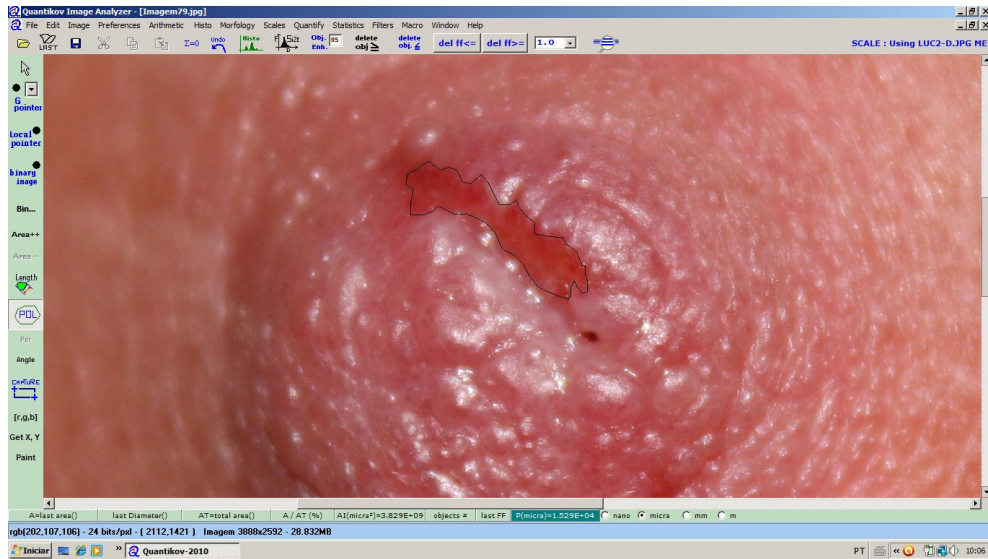 Quantikov Image Analyzer - [Imagem79.jpg]
File Edit Image Preferences Arithmetic Histo Morphology Scales Quantify Statistics Filters Macro Window Help
LAST Σ=0 Undo Histo F Size D Obj. Enh. 95 delete obj ≥ delete obj. ≤ del ff<= del ff>= 1.0 SCALE : Using LUC2-D.JPG ME
G pointer
Local pointer
binary image
Bin...
Area++
Area --
Length
POL
Per
Angle
CAPTURE
[r,g,b]
Get X, Y
Paint
A=last area() last Diameter() AT=total area() A / AT (%) AI(micra²)=3.829E+09 objects = last FF P(micra)=1.529E+04 nano micra mm m
rgb(202,107,106) - 24 bits/pxl - ( 2112,1421 ) Imagem 3888x2592 - 28.832MB
Iniciar » Quantikov-2010 PT « 10:06